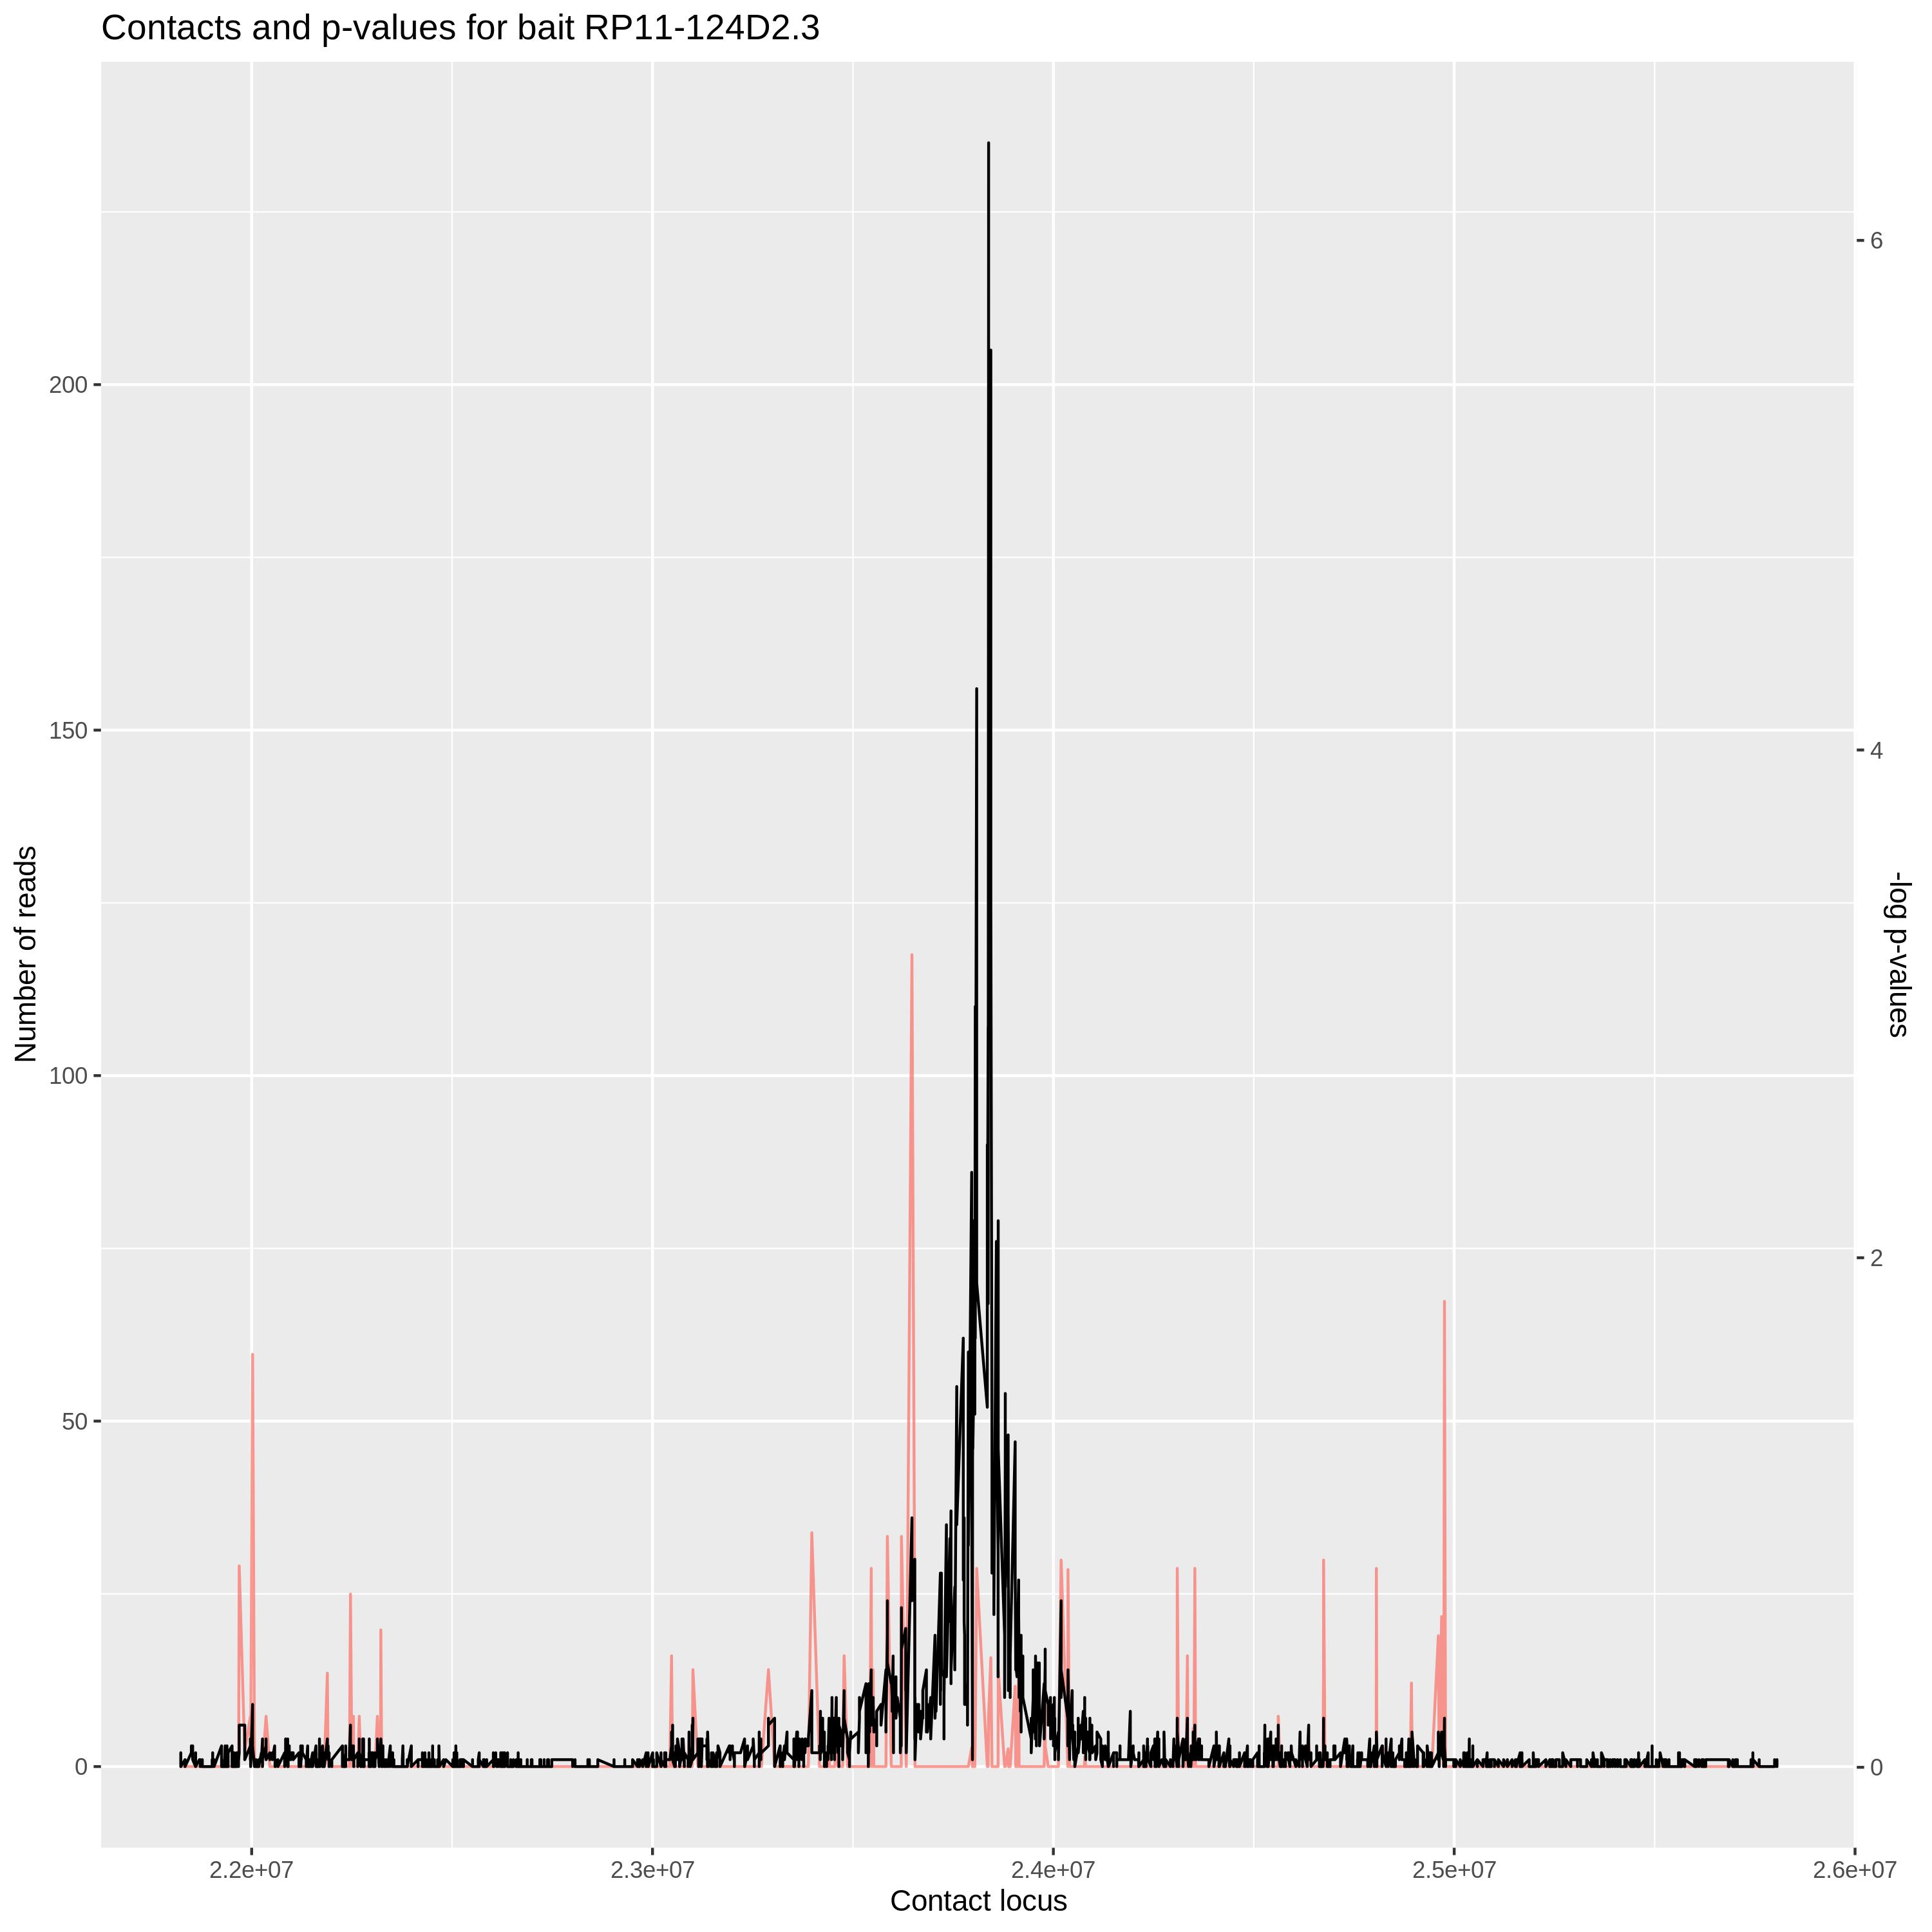 Contacts and p-values for bait RP11-124D2.3
Number of reads
200
150
100
50
0
6
4
2
0
-log p-values
2.2e+07
2.3e+07
2.4e+07
2.5e+07
2.6e+07
Contact locus